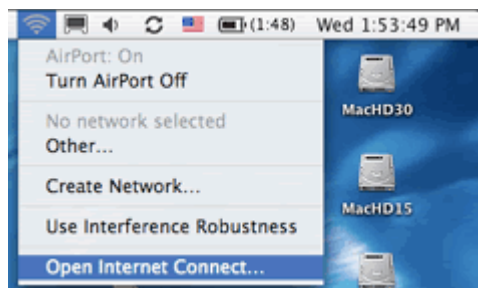 (1:48) Wed 1:53:49 PM
AirPort: On
Turn AirPort Off
No network selected
Other...
Create Network...
Use Interference Robustness
Open Internet Connect...
MacHD30
MacHD15